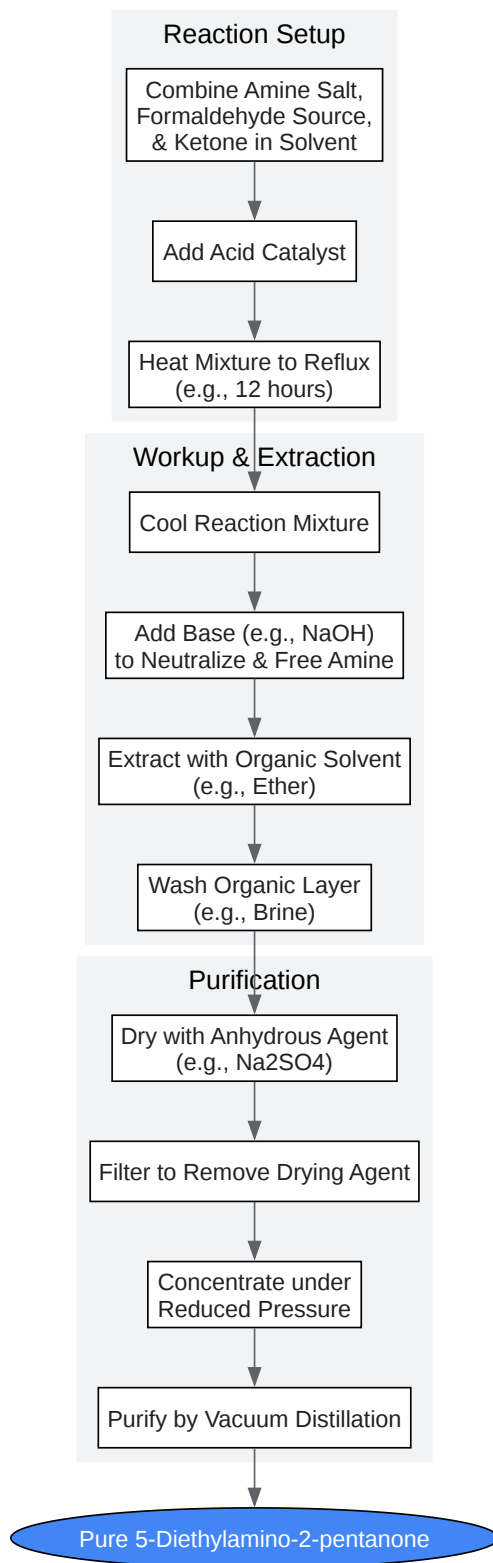 Reaction Setup
Combine Amine Salt,
Formaldehyde Source,
& Ketone in Solvent
Add Acid Catalyst
Heat Mixture to Reflux
(e.g., 12 hours)
Workup & Extraction
Cool Reaction Mixture
Add Base (e.g., NaOH)
to Neutralize & Free Amine
Extract with Organic Solvent
(e.g., Ether)
Wash Organic Layer
(e.g., Brine)
Purification
Dry with Anhydrous Agent
(e.g., Na2SO4)
Filter to Remove Drying Agent
Concentrate under
Reduced Pressure
Purify by Vacuum Distillation
Pure 5-Diethylamino-2-pentanone